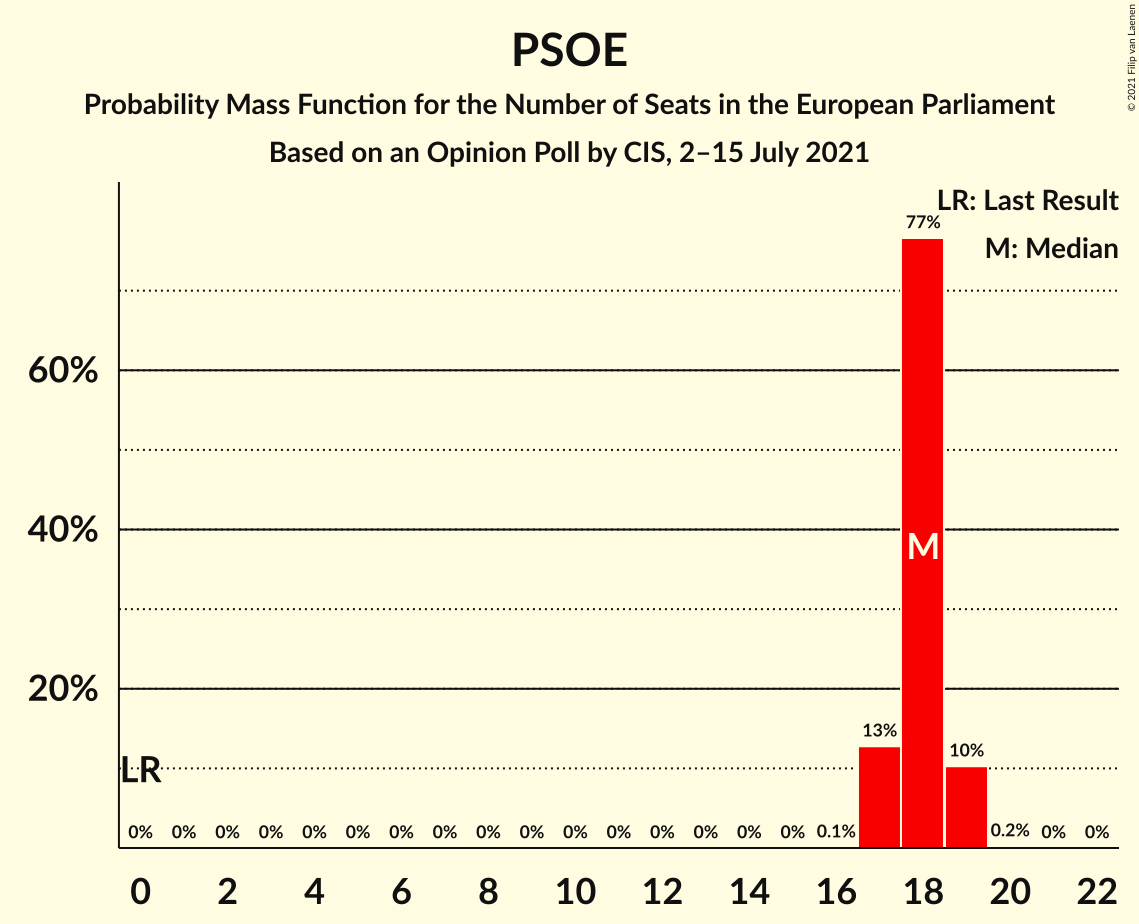 © 2021 Filip van Laenen
PSOE
Probability Mass Function for the Number of Seats in the European Parliament
Based on an Opinion Poll by CIS, 2–15 July 2021
LR: Last Result
M: Median
77%
60%
40%
M
20%
13%
10%
LR
0% 0% 0% 0% 0% 0% 0% 0% 0% 0% 0% 0% 0% 0% 0% 0% 0.1% 0.2% 0% 0%
0 2 4 6 8 10 12 14 16 18 20 22